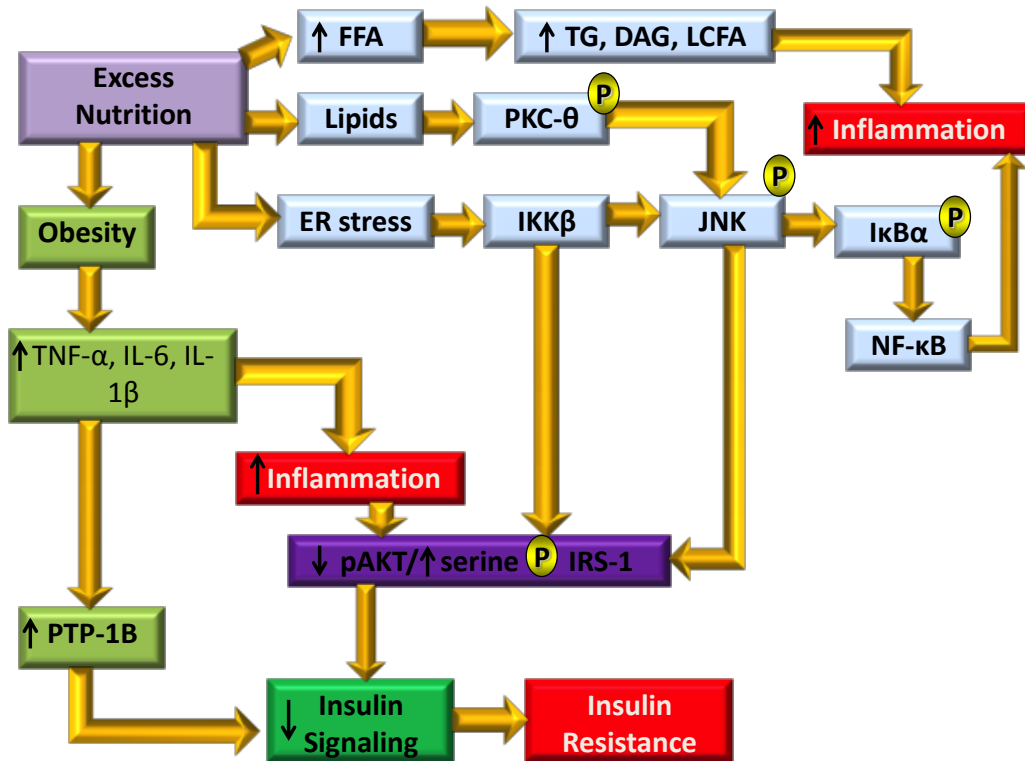 ↑ FFA
↑ TG, DAG, LCFA
Excess
Nutrition
Lipids
PKC-θ
P
↑ Inflammation
Obesity
ER stress
IKKβ
JNK
P
IκBα
P
↑ TNF-α, IL-6, IL-
1β
NF-κB
↑ Inflammation
↓ pAKT/↑ serine P IRS-1
↑ PTP-1B
↓ Insulin
Signaling
Insulin
Resistance